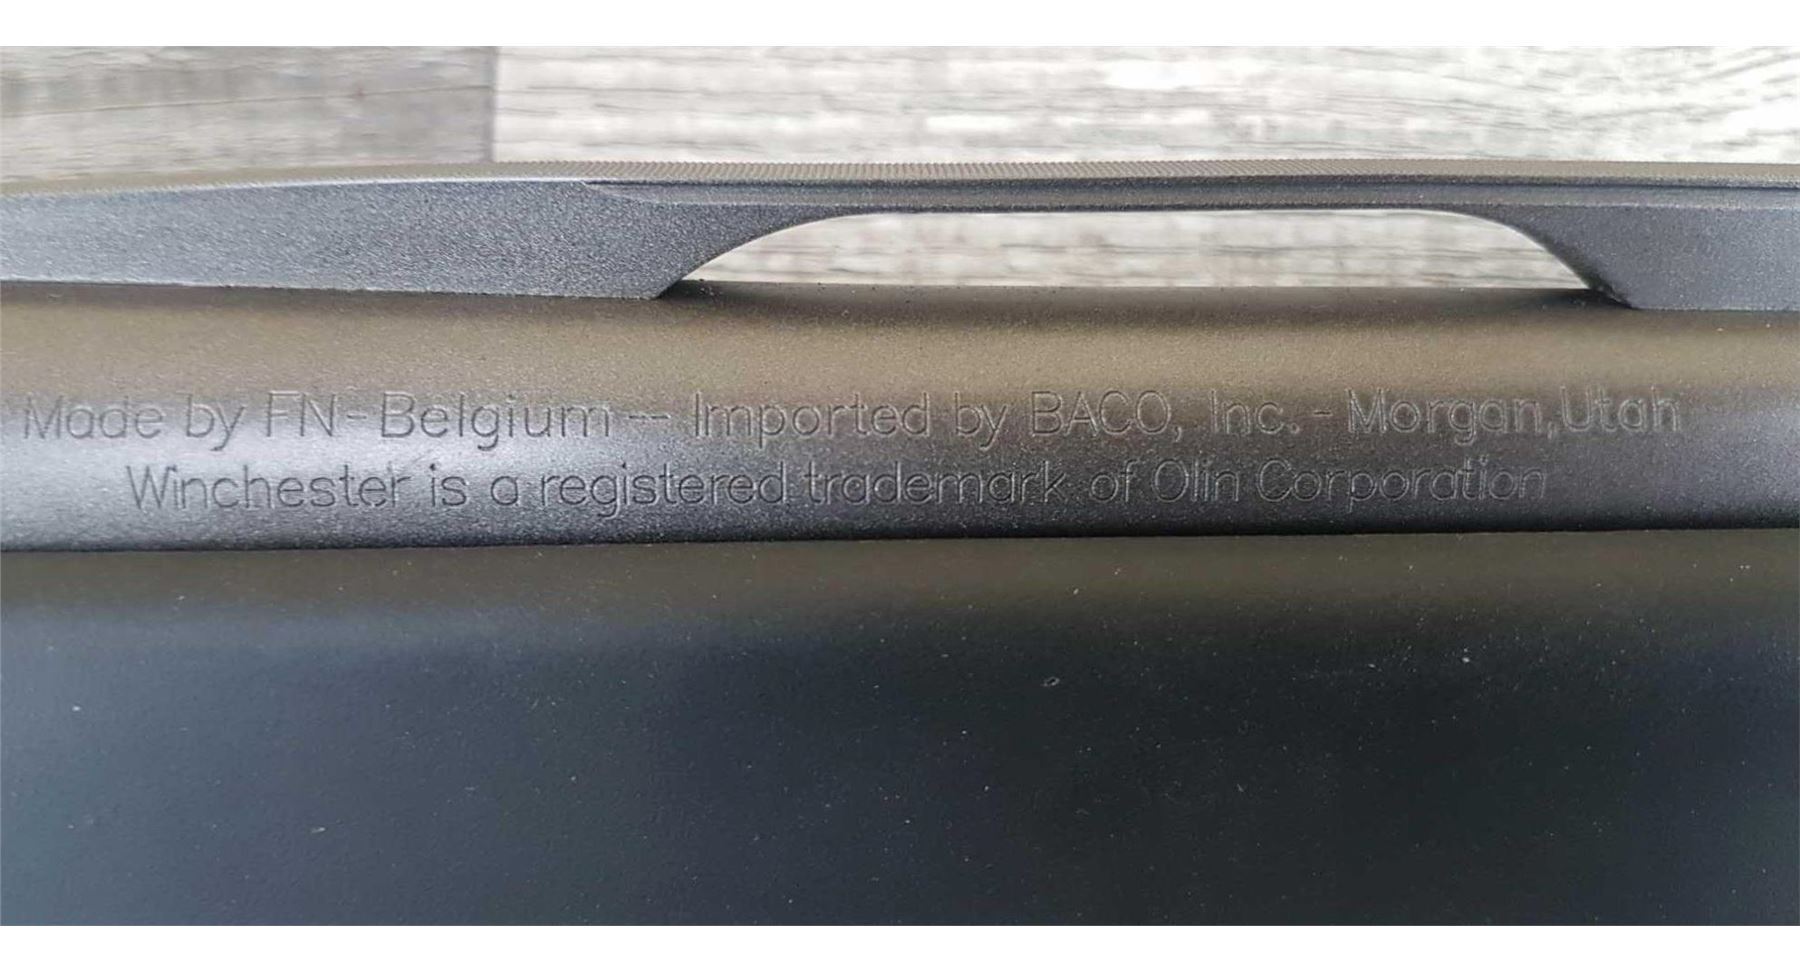 Made by FN-Belgium -- Imported by BACO, Inc. - Morgan,Utah
Winchester is a registered trademark of Olin Corporation